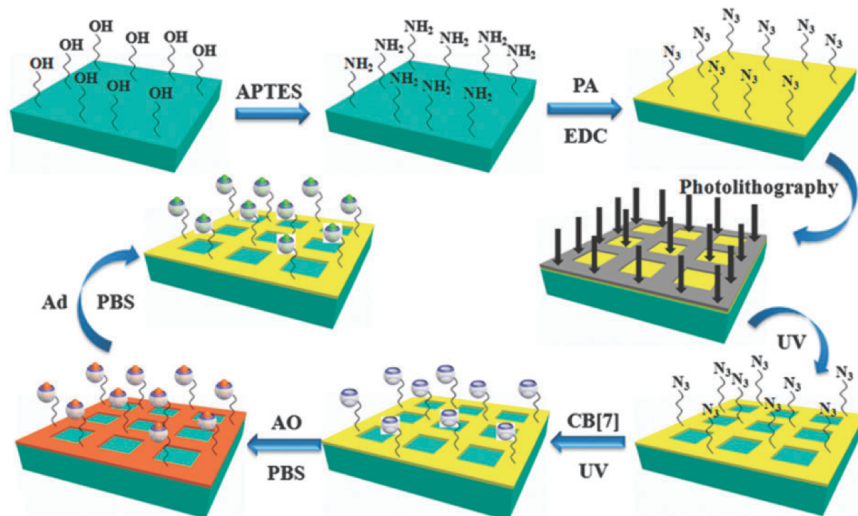 OH OH OH OH OH OH OH OH OH
APTES
NH2 NH2 NH2 NH2 NH2 NH2 NH2 NH2 NH2
PA
EDC
N3 N3 N3 N3 N3 N3 N3 N3 N3
Photolithography
UV
N3 N3 N3 N3 N3 N3 N3 N3
CB[7]
UV
AO
PBS
Ad PBS